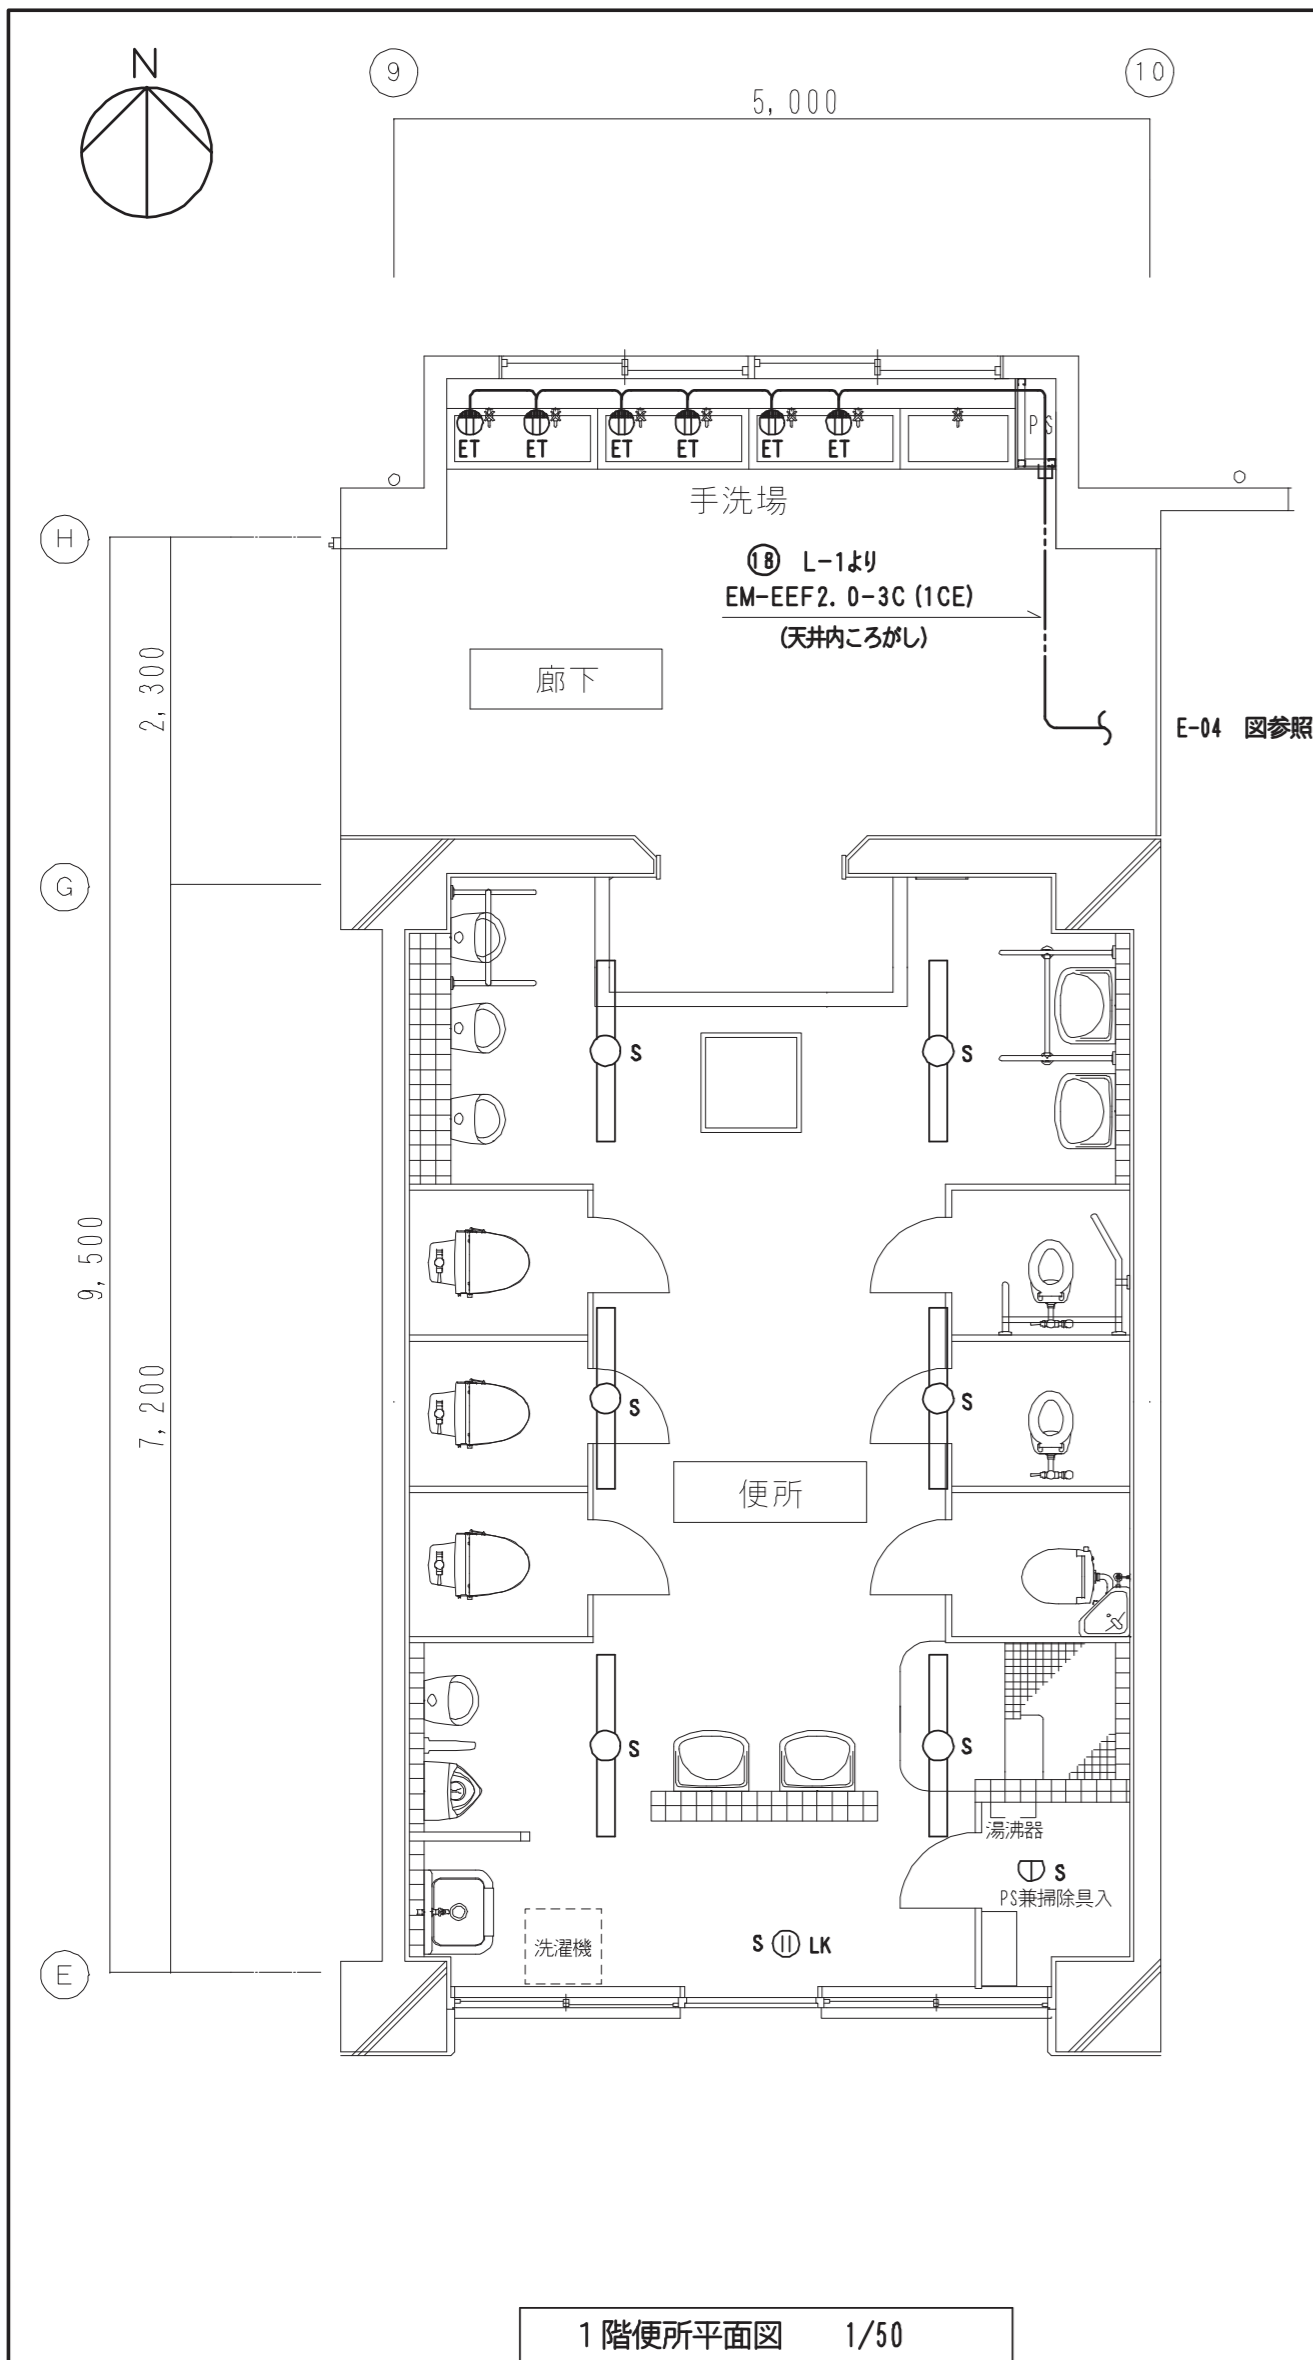 N
9
10
5,000
P S
ET ET ET ET ET ET
手洗場
H
⑱ L-1より
EM-EEF2.0-3C (1CE)
(天井内ころがし)
廊下
2,300
E-04 図参照
G
S
S
9,500
7,200
S
S
便所
S
S
湯沸器
S
PS兼掃除具入
洗濯機
S LK
E
1階便所平面図 1/50